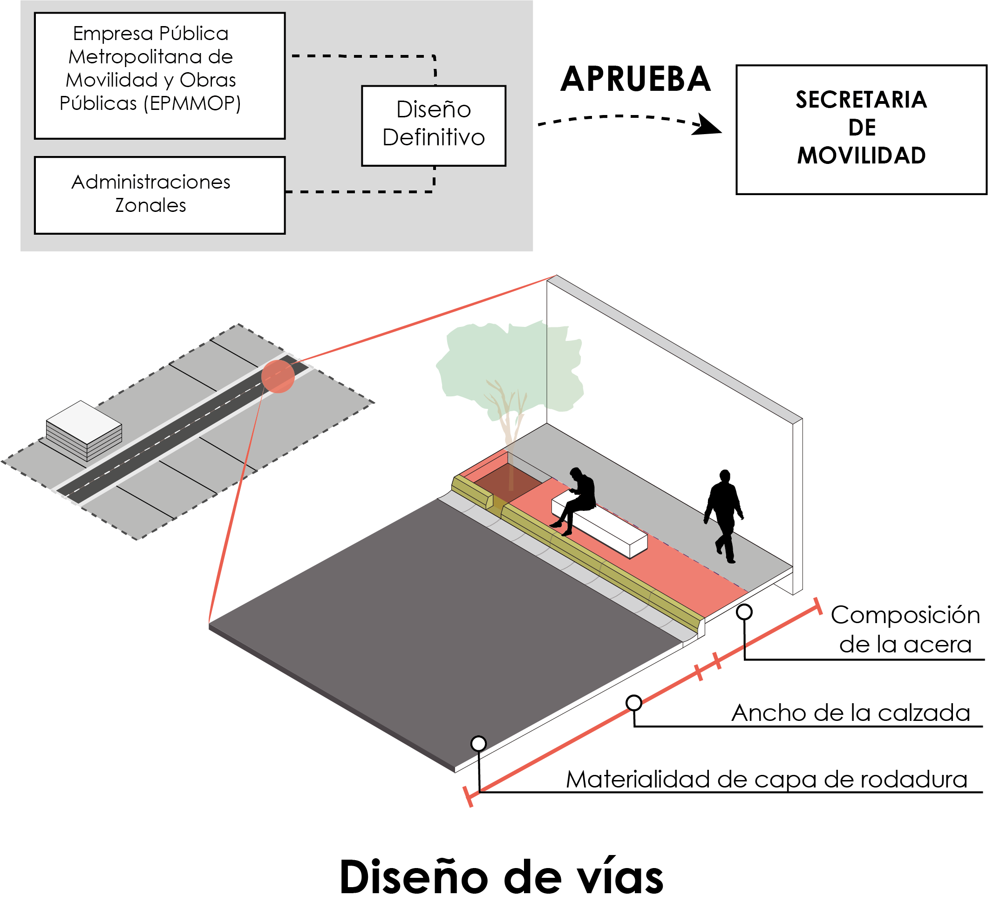 Empresa Pública
Metropolitana de
Movilidad y Obras
Públicas (EPMMOP)
Administraciones
Zonales
Diseño
Definitivo
APRUEBA
SECRETARIA
DE
MOVILIDAD
Composición
de la acera
Ancho de la calzada
Materialidad de capa de rodadura
Diseño de vías